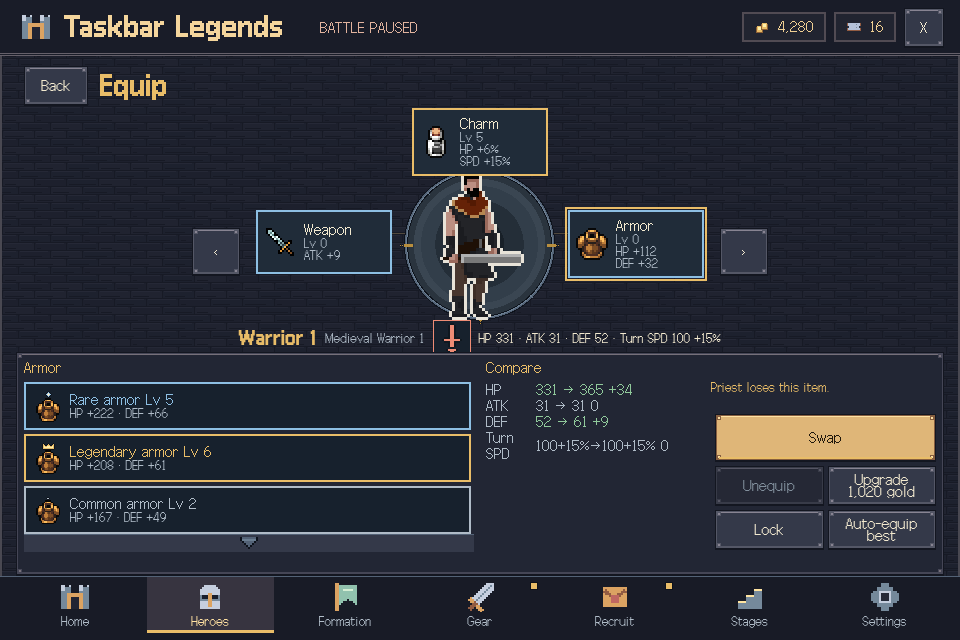 Taskbar Legends
BATTLE PAUSED
4,280
16
X
Back
Equip
Charm
Lv 5
HP +6%
SPD +15%
Weapon
Lv 0
ATK +9
Armor
Lv 0
HP +112
DEF +32
<
>
Warrior 1
Medieval Warrior 1
HP 331 · ATK 31 · DEF 52 · Turn SPD 100 +15%
Armor
Rare armor Lv 5
HP +222 · DEF +66
Legendary armor Lv 6
HP +208 · DEF +61
Common armor Lv 2
HP +167 · DEF +49
Compare
HP 331 → 365 +34
ATK 31 → 31 0
DEF 52 → 61 +9
Turn SPD 100+15%→100+15% 0
Priest loses this item.
Swap
Unequip
Upgrade
1,020 gold
Lock
Auto-equip
best
Home
Heroes
Formation
Gear
Recruit
Stages
Settings